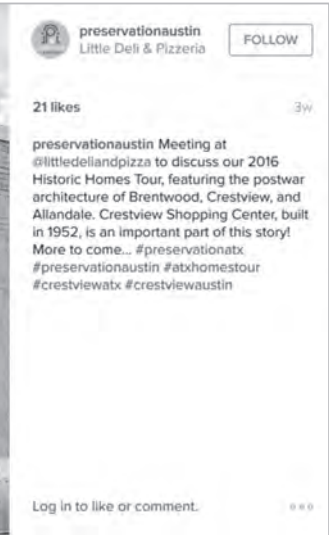 preservationaustin
Little Deli & Pizzeria
FOLLOW
21 likes
3w
preservationaustin Meeting at
@littledeliandpizza to discuss our 2016
Historic Homes Tour, featuring the postwar
architecture of Brentwood, Crestview, and
Allandale. Crestview Shopping Center, built
in 1952, is an important part of this story!
More to come... #preservationatx
#preservationaustin #atxhomestour
#crestviewatx #crestviewaustin
Log in to like or comment.